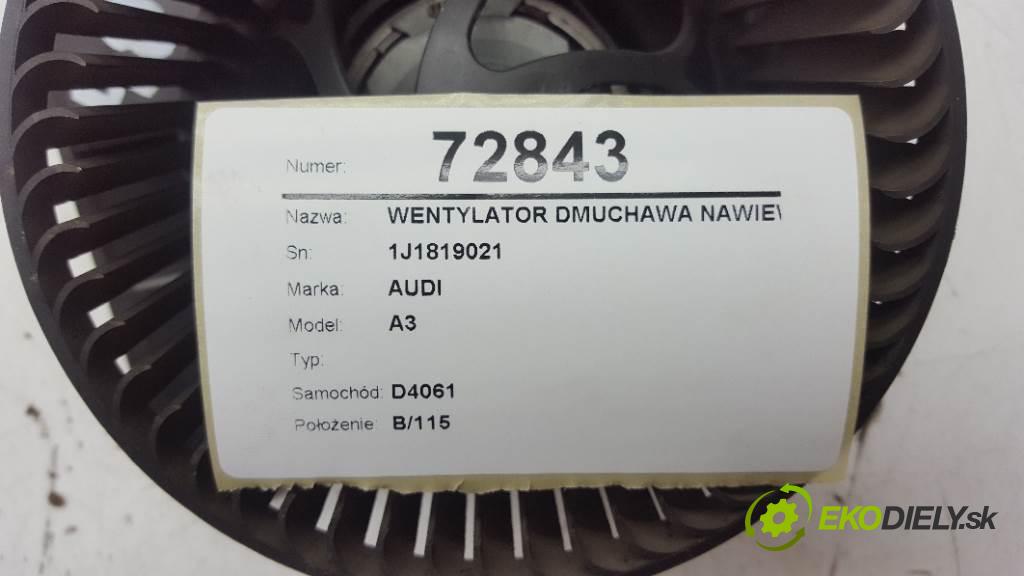 Numer: 72843
Nazwa: WENTYLATOR DMUCHAWA
Sn: 1J1819021
Marka: AUDI
Model: A3
Typ:
Samochód: D4061
Położenie: B/115
EKODIELY.sk